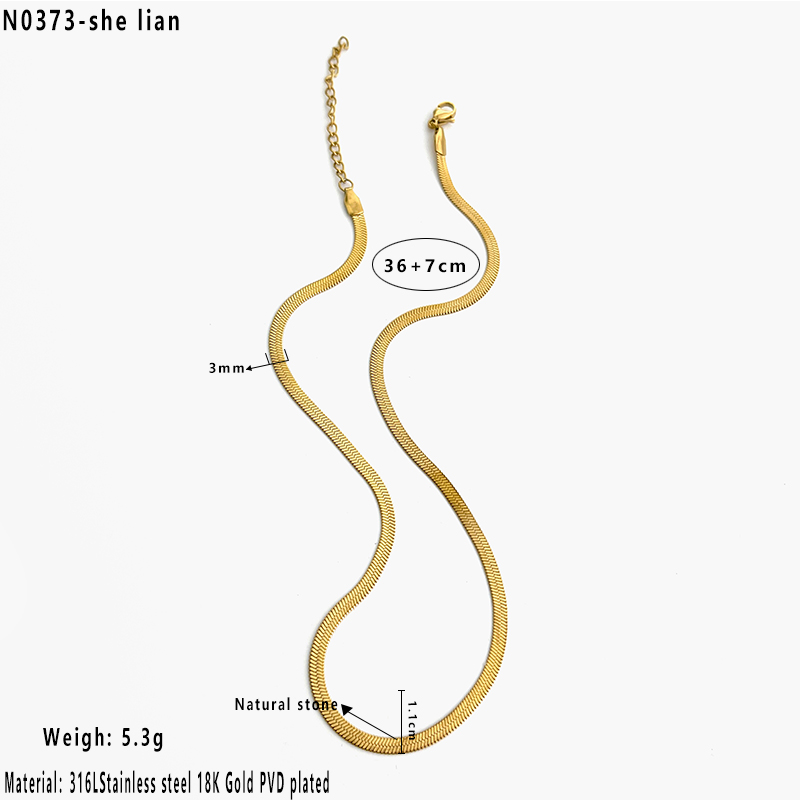 N0373-she lian
36+7cm
3mm
Natural stone
1.1cm
Weigh: 5.3g
Material: 316LStainless steel 18K Gold PVD plated